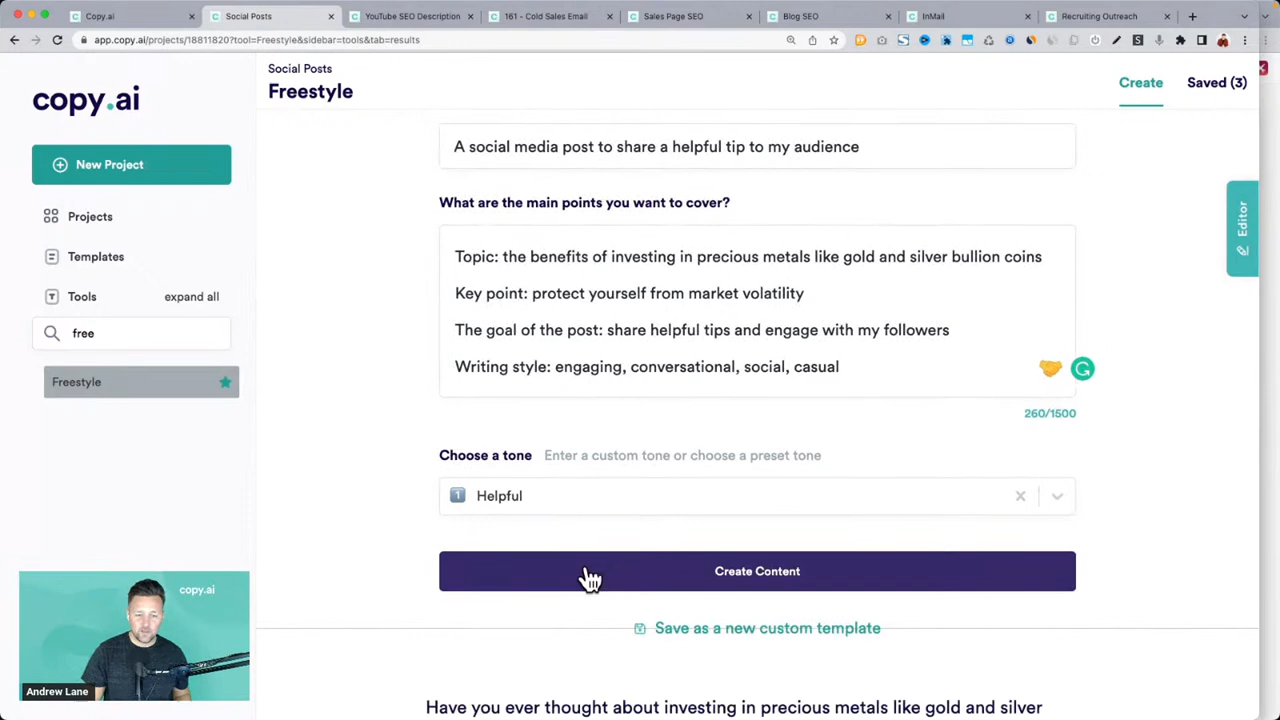 Copy.ai
Social Posts
YouTube SEO Description
161 - Cold Sales Email
Sales Page SEO
Blog SEO
InMail
Recruiting Outreach
app.copy.ai/projects/18811820?tool=Freestyle&sidebar=tools&tab=results
copy.ai
New Project
Projects
Templates
Tools
expand all
free
Freestyle
Social Posts
Freestyle
Create
Saved (3)
A social media post to share a helpful tip to my audience
What are the main points you want to cover?
Topic: the benefits of investing in precious metals like gold and silver bullion coins
Key point: protect yourself from market volatility
The goal of the post: share helpful tips and engage with my followers
Writing style: engaging, conversational, social, casual
260/1500
Choose a tone Enter a custom tone or choose a preset tone
1 Helpful
Create Content
Save as a new custom template
Have you ever thought about investing in precious metals like gold and silver
Editor
copy.ai
Andrew Lane